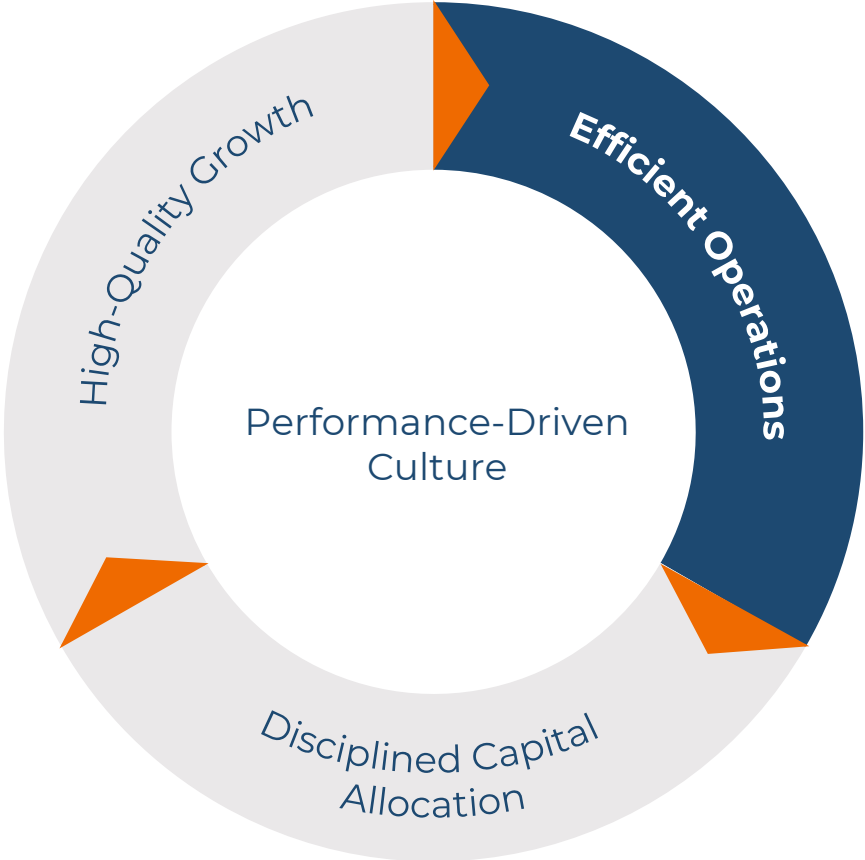 High-Quality Growth
Efficient Operations
Performance-Driven
Culture
Disciplined Capital
Allocation